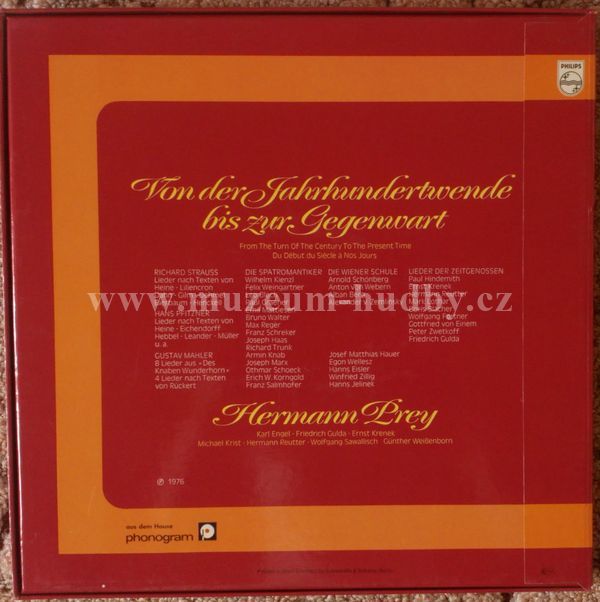 PHILIPS
Von der Jahrhundertwende
bis zur Gegenwart
From The Turn Of The Century To The Present Time
Du Début du Siècle à Nos Jours
RICHARD STRAUSS
Lieder nach Texten von
Heine · Liliencron
Bierbaum · Henckell
HANS PFITZNER
Lieder nach Texten von
Heine · Eichendorff
Hebbel · Leander · Müller
u. a.
GUSTAV MAHLER
8 Lieder aus »Des
Knaben Wunderhorn«
4 Lieder nach Texten
von Rückert
DIE SPÄTROMANTIKER
Wilhelm Kienzl
Felix Weingartner
Bruno Walter
Max Reger
Franz Schreker
Joseph Haas
Richard Trunk
Armin Knab
Joseph Marx
Othmar Schoeck
Erich W. Korngold
Franz Salmhofer
DIE WIENER SCHULE
Arnold Schönberg
Anton von Webern
Alban Berg
Josef Matthias Hauer
Egon Wellesz
Hanns Eisler
Winfried Zillig
Hanns Jelinek
LIEDER DER ZEITGENOSSEN
Paul Hindemith
Ernst Krenek
Hermann Reutter
Wolfgang Fortner
Gottfried von Einem
Peter Zwetkoff
Friedrich Gulda
www.muzeum-hudby.cz
Hermann Prey
Karl Engel · Friedrich Gulda · Ernst Krenek
Michael Krist · Hermann Reutter · Wolfgang Sawallisch · Günther Weißenborn
℗ 1976
aus dem Hause
phonogram